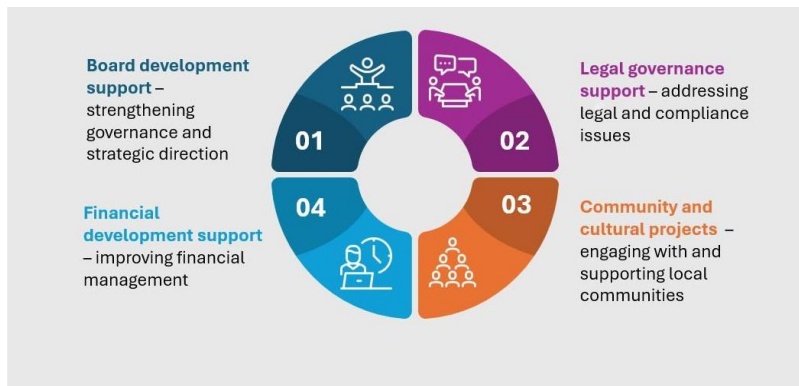 Board development
support –
strengthening
governance and
strategic direction
01
02
Legal governance
support – addressing
legal and compliance
issues
Financial
development support
– improving financial
management
04
03
Community and
cultural projects –
engaging with and
supporting local
communities